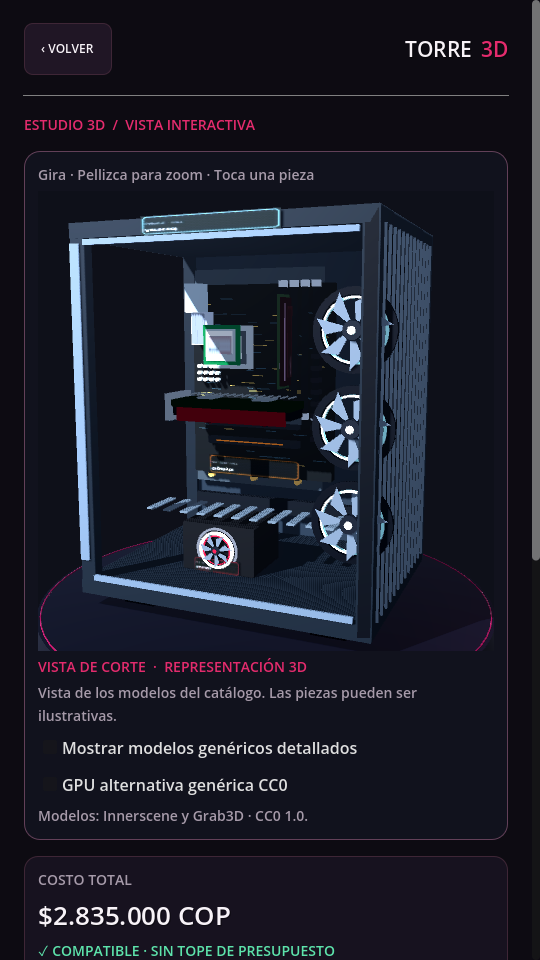 ‹ VOLVER
TORRE 3D
ESTUDIO 3D / VISTA INTERACTIVA
Gira · Pellizca para zoom · Toca una pieza
VISTA DE CORTE · REPRESENTACIÓN 3D
Vista de los modelos del catálogo. Las piezas pueden ser
ilustrativas.
Mostrar modelos genéricos detallados
GPU alternativa genérica CC0
Modelos: Innerscene y Grab3D · CC0 1.0.
COSTO TOTAL
$2.835.000 COP
✓ COMPATIBLE · SIN TOPE DE PRESUPUESTO